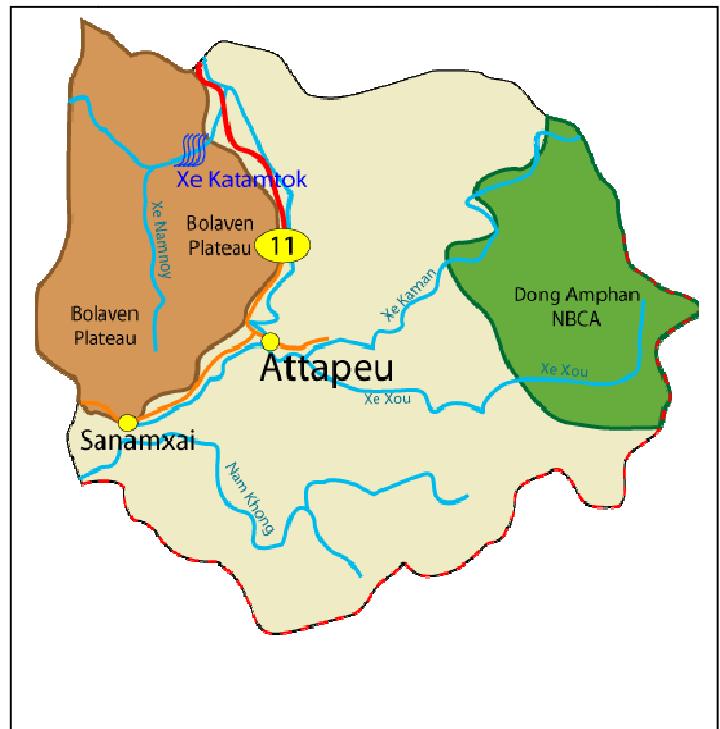 Xe Katamtok
Xe Namnoy
Bolaven
Plateau
11
Xe Kaman
Dong Amphan
NBCA
Bolaven
Plateau
Attapeu
Xe Xou
Xe Xou
Sanamxai
Nam Khong